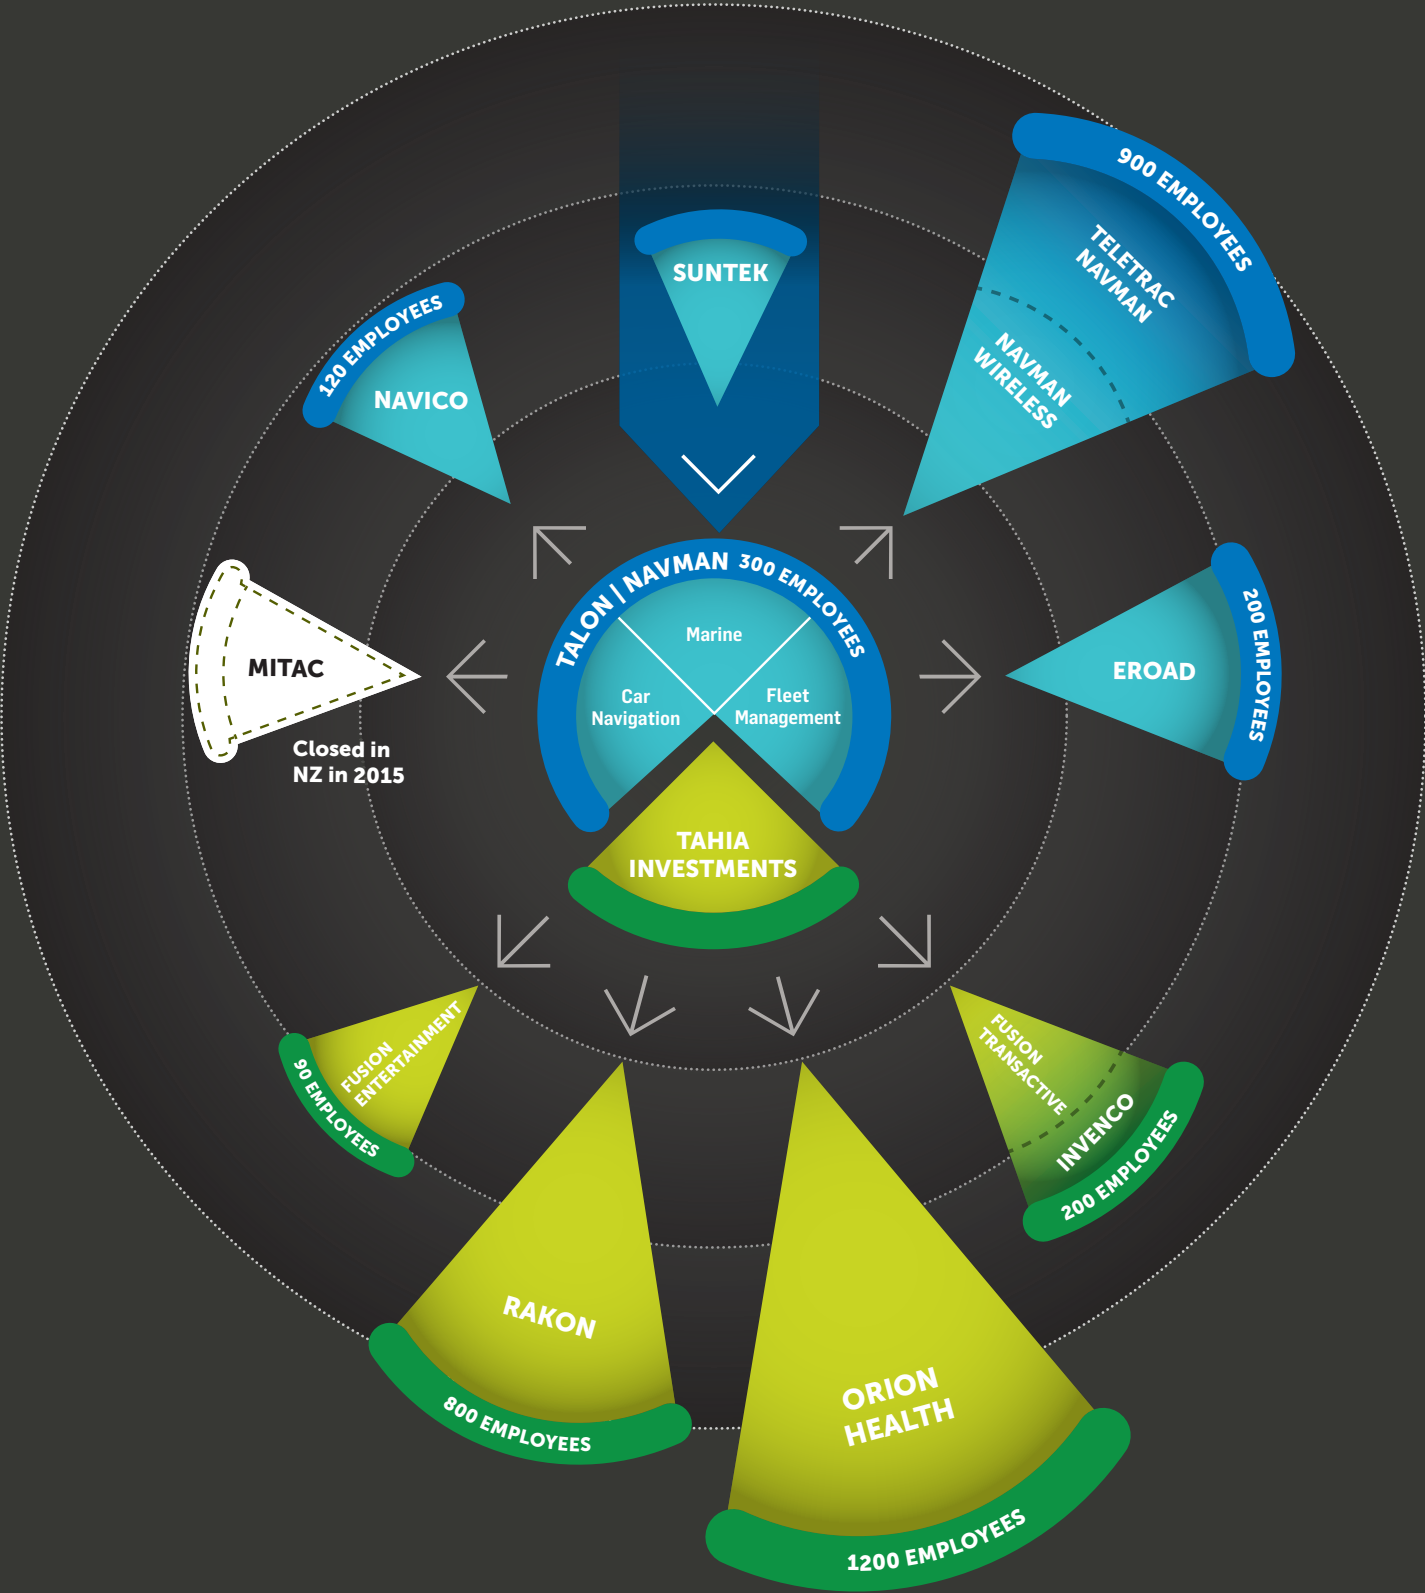 900 EMPLOYEES
TELETRAC
NAVMAN
NAVMAN
WIRELESS
SUNTEK
120 EMPLOYEES
NAVICO
TALON | NAVMAN 300 EMPLOYEES
Marine
Car
Navigation
Fleet
Management
MITAC
Closed in
NZ in 2015
EROAD
200 EMPLOYEES
TAHIA
INVESTMENTS
FUSION
ENTERTAINMENT
90 EMPLOYEES
FUSION
TRANSACTIVE
INVENCO
200 EMPLOYEES
RAKON
800 EMPLOYEES
ORION
HEALTH
1200 EMPLOYEES